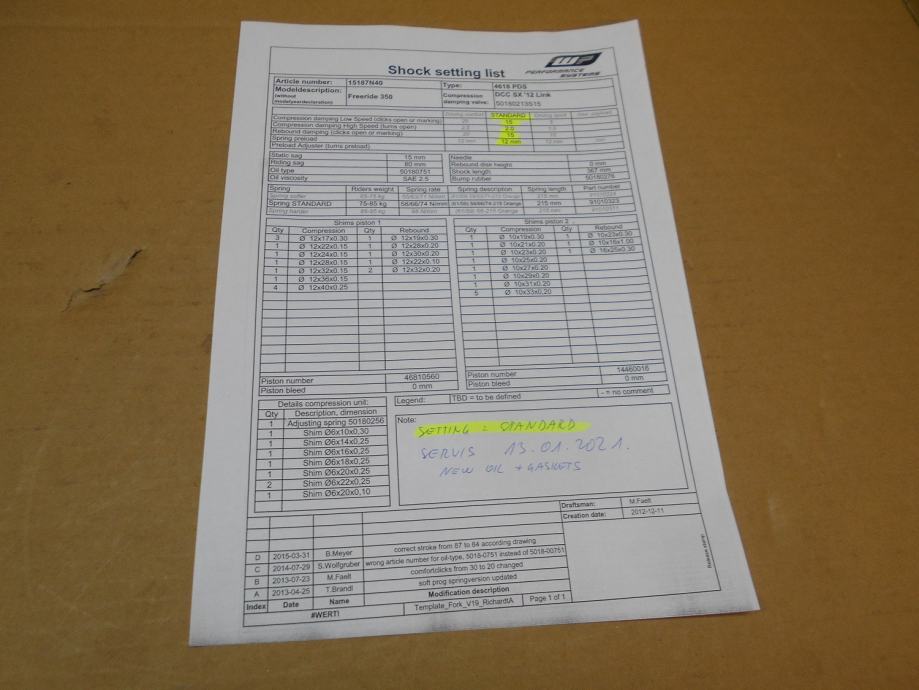 Shock setting list
WP
PERFORMANCE
SYSTEMS
Article number: 15187N40 Type: 4618 PDS
Modeldescription: Freeride 350 Compression DCC SX '12 Link
(without damping valve: 50180213S15
modelyeardeclaration)
STANDARD
Compression damping Low Speed (clicks open or marking) 15
Compression damping High Speed (turns open) 2.0
Rebound damping (clicks open or marking) 15
Spring preload 12 mm
Preload Adjuster (turns preload)
Static sag 15 mm Needle
Riding sag 80 mm Rebound disc height 0 mm
Oil type 50180751 Shock length 367 mm
Oil viscosity SAE 2.5 Bump rubber 50180276
Spring Riders weight Spring rate Spring description Spring length Part number
Spring softer 215 mm
Spring STANDARD 75-85 kg 58/66/74 N/mm 215 mm 91010323
Spring harder 215 mm
Shims piston 1 Shims piston 2
Qty Compression Qty Rebound Qty Compression Qty Rebound
3 Ø 12x17x0.30 1 Ø 12x19x0.30 1 Ø 10x19x0.30 1 Ø 10x23x0.30
1 Ø 12x22x0.15 1 Ø 12x28x0.20 1 Ø 10x21x0.20 1 Ø 10x16x1.00
1 Ø 12x24x0.15 1 Ø 12x30x0.20 1 Ø 10x23x0.20 1 Ø 16x25x0.30
1 Ø 12x28x0.15 1 Ø 12x22x0.10 1 Ø 10x25x0.20
1 Ø 12x32x0.15 2 Ø 12x32x0.20 1 Ø 10x27x0.20
1 Ø 12x36x0.15 1 Ø 10x29x0.20
4 Ø 12x40x0.25 1 Ø 10x31x0.20
5 Ø 10x33x0.20
Piston number 46810560 Piston number 14460016
Piston bleed 0 mm Piston bleed 0 mm
Details compression unit: Legend: TBD = to be defined - = no comment
Qty Description, dimension
1 Adjusting spring 50180256
1 Shim Ø6x10x0,30
1 Shim Ø6x14x0,25
1 Shim Ø6x16x0,25
1 Shim Ø6x18x0,25
1 Shim Ø6x20x0,25
2 Shim Ø6x22x0,25
1 Shim Ø6x20x0,10
Note:
SETTING = STANDARD
SERVIS 13.01.2021.
NEW OIL + GASKETS
Draftsman: M.Faelt
Creation date: 2012-12-11
D 2015-03-31 B.Meyer correct stroke from 87 to 84 according drawing
C 2014-07-29 S.Wolfgruber wrong article number for oil-type, 5018-0751 instead of 5018-00751
B 2013-07-23 M.Faelt comfortclicks from 30 to 20 changed
A 2013-04-25 T.Brandl soft prog springversion updated
Index Date Name Modification description
#WERT! Template_Fork_V19_RichardtA Page 1 of 1